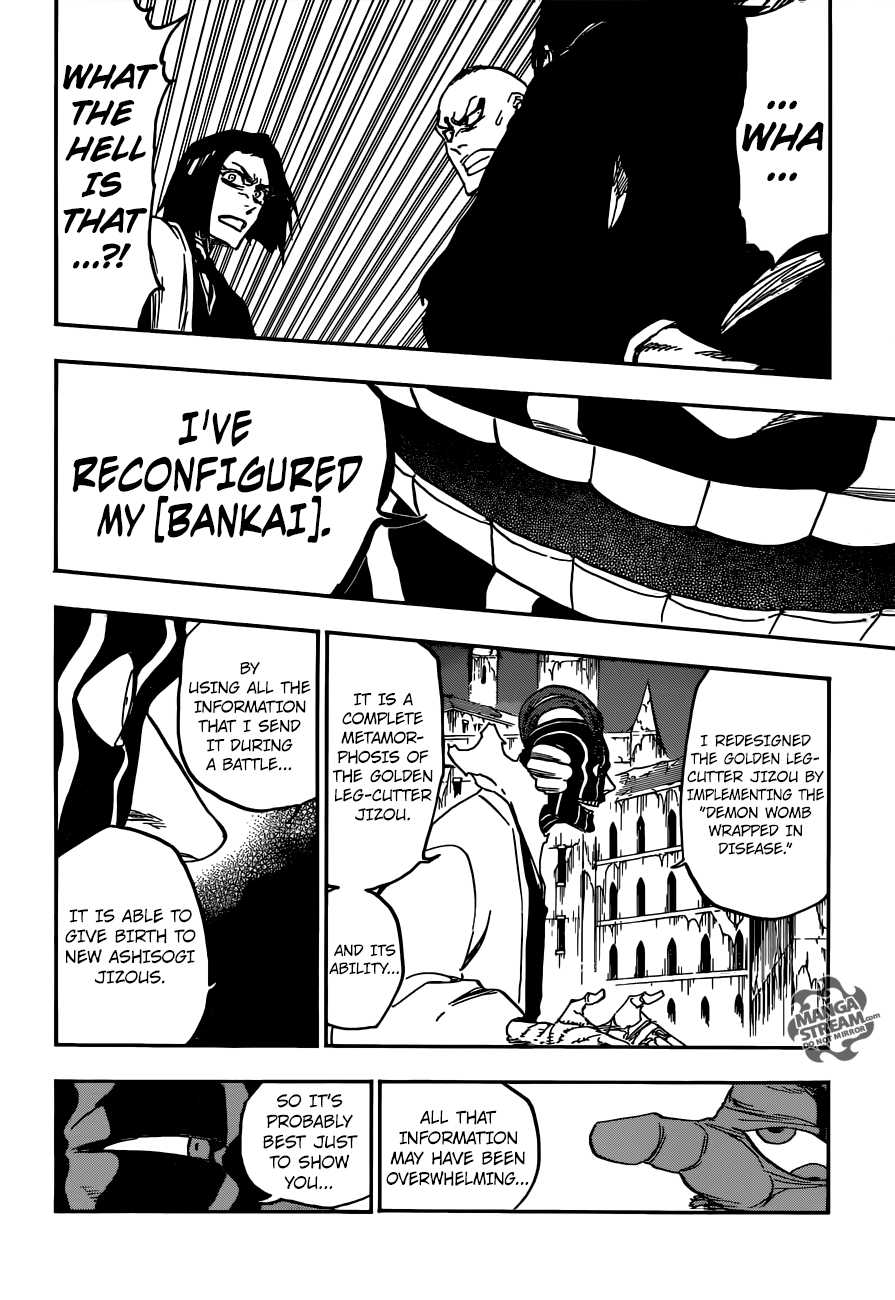 ...
WHA
...
WHAT
THE
HELL
IS
THAT
...?!
I'VE
RECONFIGURED
MY [BANKAI].
I REDESIGNED
THE GOLDEN LEG-
CUTTER JIZOU BY
IMPLEMENTING THE
"DEMON WOMB
WRAPPED IN
DISEASE."
IT IS A
COMPLETE
METAMOR-
PHOSIS OF
THE GOLDEN
LEG-CUTTER
JIZOU.
AND ITS
ABILITY...
BY
USING ALL THE
INFORMATION
THAT I SEND
IT DURING
A BATTLE...
IT IS ABLE TO
GIVE BIRTH TO
NEW ASHISOGI
JIZOUS.
MANGA
STREAM.com
DO NOT MIRROR
ALL THAT
INFORMATION
MAY HAVE BEEN
OVERWHELMING...
SO IT'S
PROBABLY
BEST JUST
TO SHOW
YOU...